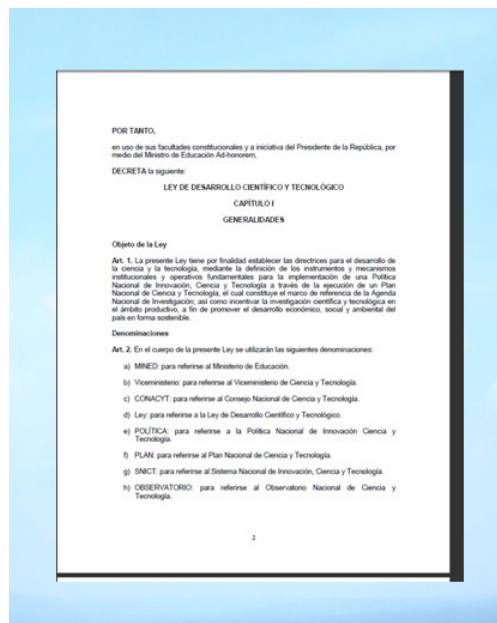 POR TANTO,
en uso de sus facultades constitucionales y a iniciativa del Presidente de la República, por
medio del Ministro de Educación Ad-honorem,
DECRETA la siguiente:
LEY DE DESARROLLO CIENTÍFICO Y TECNOLÓGICO
CAPÍTULO I
GENERALIDADES
Objeto de la Ley
Art. 1. La presente Ley tiene por finalidad establecer las directrices para el desarrollo de
la ciencia y la tecnología, mediante la definición de los instrumentos y mecanismos
institucionales y operativos fundamentales para la implementación de una Política
Nacional de Innovación, Ciencia y Tecnología a través de la ejecución de un Plan
Nacional de Ciencia y Tecnología, el cual constituye el marco de referencia de la Agenda
Nacional de Investigación; así como incentivar la investigación científica y tecnológica en
el ámbito productivo, a fin de promover el desarrollo económico, social y ambiental del
país en forma sostenible.
Denominaciones
Art. 2. En el cuerpo de la presente Ley se utilizarán las siguientes denominaciones:
a) MINED: para referirse al Ministerio de Educación.
b) Viceministerio: para referirse al Viceministerio de Ciencia y Tecnología.
c) CONACYT: para referirse al Consejo Nacional de Ciencia y Tecnología.
d) Ley: para referirse a la Ley de Desarrollo Científico y Tecnológico.
e) POLÍTICA: para referirse a la Política Nacional de Innovación Ciencia y
Tecnología.
f) PLAN: para referirse al Plan Nacional de Ciencia y Tecnología.
g) SNICT: para referirse al Sistema Nacional de Innovación, Ciencia y Tecnología.
h) OBSERVATORIO: para referirse al Observatorio Nacional de Ciencia y
Tecnología.
2